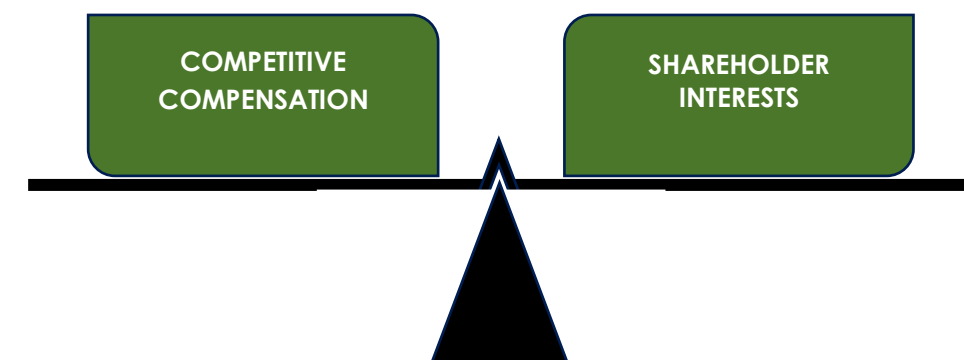 COMPETITIVE
COMPENSATION
SHAREHOLDER
INTERESTS